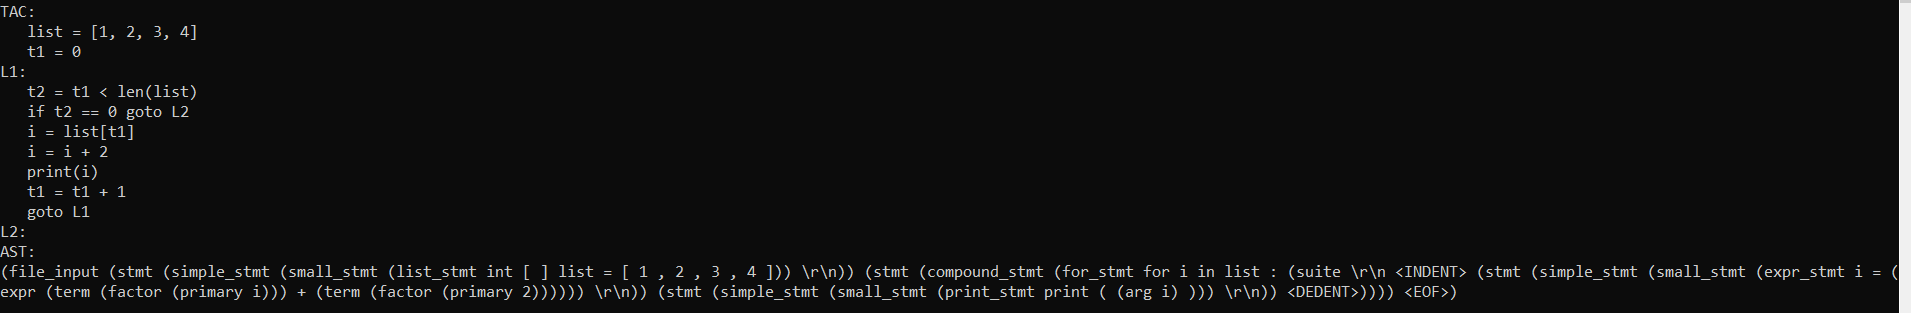 TAC:
   list = [1, 2, 3, 4]
   t1 = 0
L1:
   t2 = t1 < len(list)
   if t2 == 0 goto L2
   i = list[t1]
   i = i + 2
   print(i)
   t1 = t1 + 1
   goto L1
L2:
AST:
(file_input (stmt (simple_stmt (small_stmt (list_stmt int [ ] list = [ 1 , 2 , 3 , 4 ])) \r\n)) (stmt (compound_stmt (for_stmt for i in list : (suite \r\n <INDENT> (stmt (simple_stmt (small_stmt (expr_stmt i = (
expr (term (factor (primary i))) + (term (factor (primary 2)))))) \r\n)) (stmt (simple_stmt (small_stmt (print_stmt print ( (arg i) ))) \r\n)) <DEDENT>)))) <EOF>)